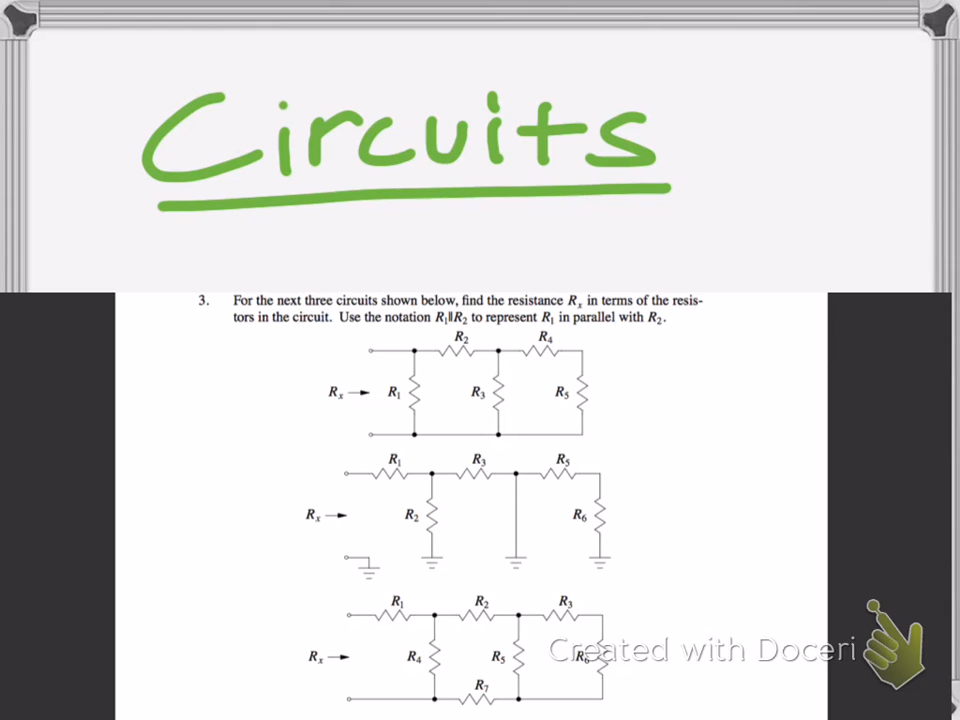 Circuits
3. For the next three circuits shown below, find the resistance Rₓ in terms of the resis-
tors in the circuit. Use the notation R₁||R₂ to represent R₁ in parallel with R₂.
R₂ R₄
Rₓ R₁ R₃ R₅
R₁ R₃ R₅
Rₓ R₂ R₆
R₁ R₂ R₃
Rₓ R₄ R₅ R₆
Created with Doceri
R₇